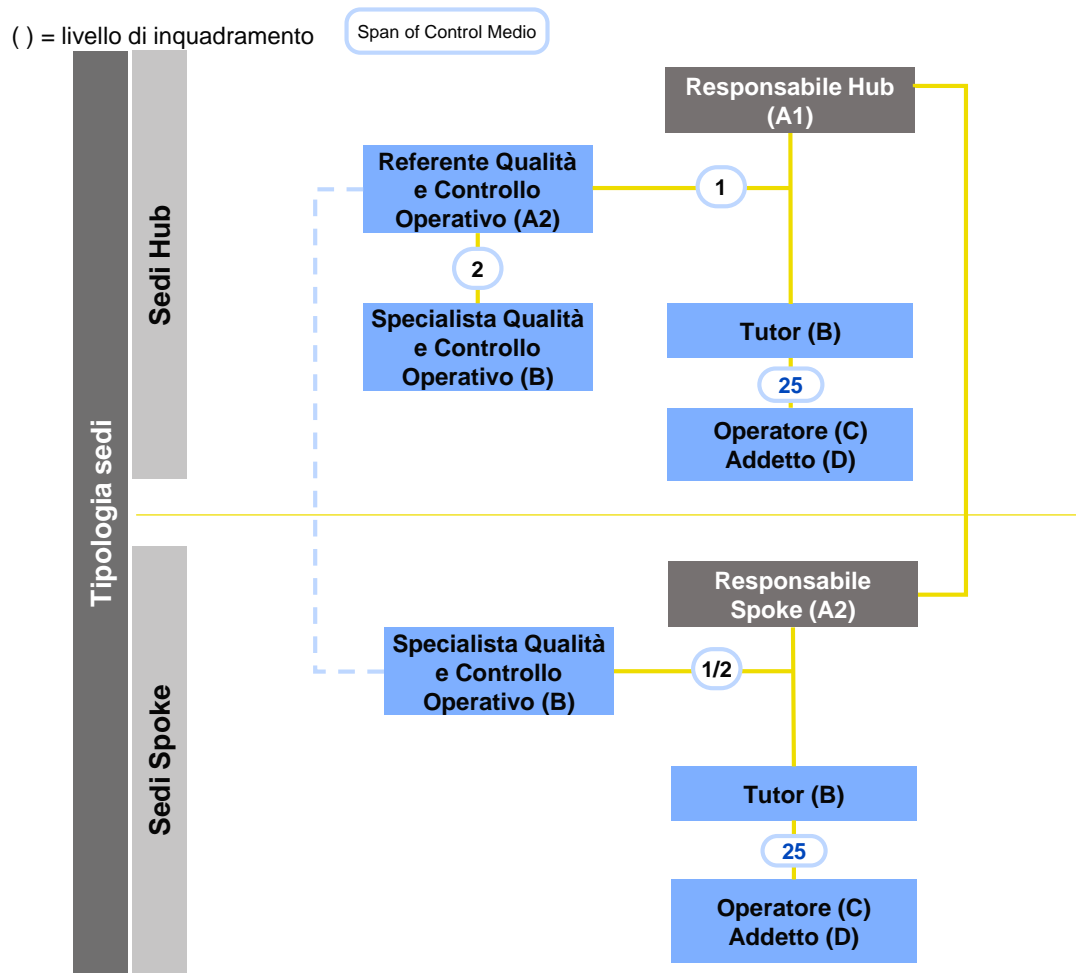 ( ) = livello di inquadramento
Span of Control Medio
Tipologia sedi
Sedi Hub
Responsabile Hub
(A1)
Referente Qualità
e Controllo
Operativo (A2)
1
2
Specialista Qualità
e Controllo
Operativo (B)
Tutor (B)
25
Operatore (C)
Addetto (D)
Sedi Spoke
Responsabile
Spoke (A2)
Specialista Qualità
e Controllo
Operativo (B)
1/2
Tutor (B)
25
Operatore (C)
Addetto (D)